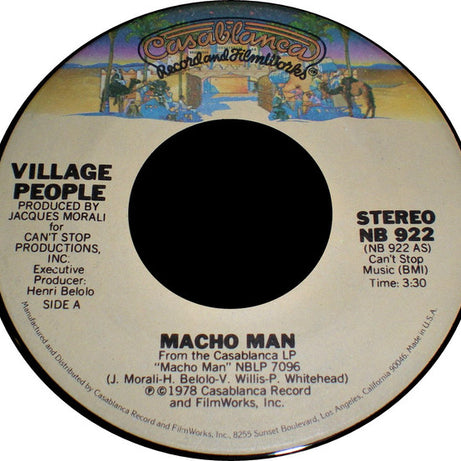 Casablanca
Record and FilmWorks®
VILLAGE
PEOPLE
PRODUCED BY
JACQUES MORALI
for
CAN'T STOP
PRODUCTIONS,
INC.
Executive
Producer:
Henri Belolo
SIDE A
STEREO
NB 922
(NB 922 AS)
Can't Stop
Music (BMI)
Time: 3:30
MACHO MAN
From the Casablanca LP
"Macho Man" NBLP 7096
(J. Morali-H. Belolo-V. Willis-P. Whitehead)
℗©1978 Casablanca Record
and FilmWorks, Inc.
Manufactured and Distributed by Casablanca Record and FilmWorks, Inc., 8255 Sunset Boulevard, Los Angeles, California 90046. Made in U.S.A.